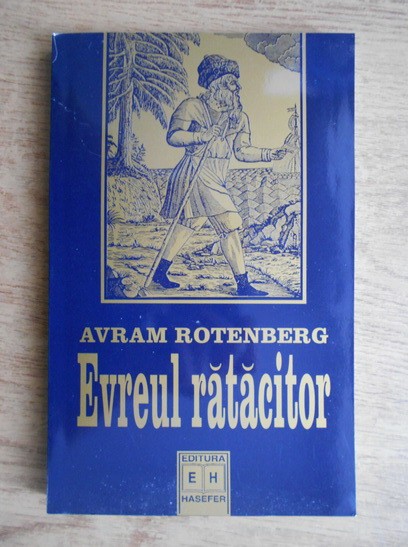 AVRAM ROTENBERG
Evreul rătăcitor
EDITURA
E H
HASEFER